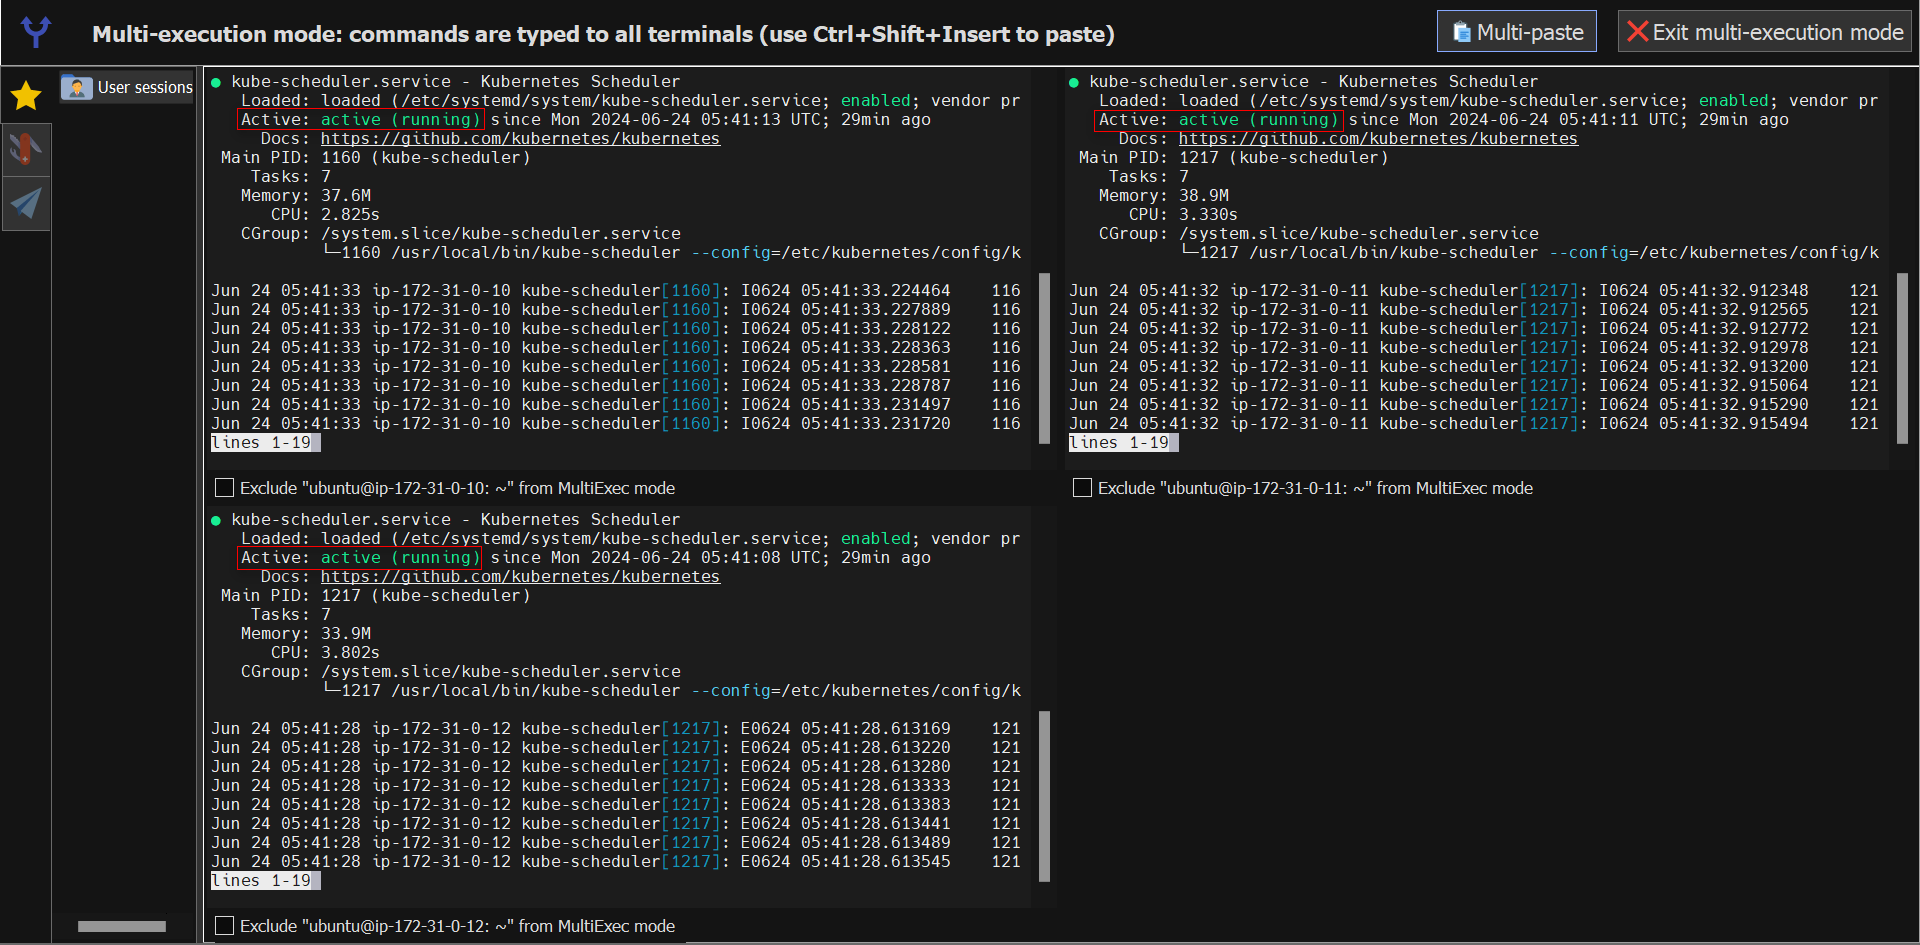 Multi-execution mode: commands are typed to all terminals (use Ctrl+Shift+Insert to paste)
Multi-paste
Exit multi-execution mode
User sessions
● kube-scheduler.service - Kubernetes Scheduler
Loaded: loaded (/etc/systemd/system/kube-scheduler.service; enabled; vendor pr
Active: active (running) since Mon 2024-06-24 05:41:13 UTC; 29min ago
Docs: https://github.com/kubernetes/kubernetes
Main PID: 1160 (kube-scheduler)
Tasks: 7
Memory: 37.6M
CPU: 2.825s
CGroup: /system.slice/kube-scheduler.service
└─1160 /usr/local/bin/kube-scheduler --config=/etc/kubernetes/config/k
Jun 24 05:41:33 ip-172-31-0-10 kube-scheduler[1160]: I0624 05:41:33.224464    116
Jun 24 05:41:33 ip-172-31-0-10 kube-scheduler[1160]: I0624 05:41:33.227889    116
Jun 24 05:41:33 ip-172-31-0-10 kube-scheduler[1160]: I0624 05:41:33.228122    116
Jun 24 05:41:33 ip-172-31-0-10 kube-scheduler[1160]: I0624 05:41:33.228363    116
Jun 24 05:41:33 ip-172-31-0-10 kube-scheduler[1160]: I0624 05:41:33.228581    116
Jun 24 05:41:33 ip-172-31-0-10 kube-scheduler[1160]: I0624 05:41:33.228787    116
Jun 24 05:41:33 ip-172-31-0-10 kube-scheduler[1160]: I0624 05:41:33.231497    116
Jun 24 05:41:33 ip-172-31-0-10 kube-scheduler[1160]: I0624 05:41:33.231720    116
lines 1-19
Exclude "ubuntu@ip-172-31-0-10: ~" from MultiExec mode
● kube-scheduler.service - Kubernetes Scheduler
Loaded: loaded (/etc/systemd/system/kube-scheduler.service; enabled; vendor pr
Active: active (running) since Mon 2024-06-24 05:41:11 UTC; 29min ago
Docs: https://github.com/kubernetes/kubernetes
Main PID: 1217 (kube-scheduler)
Tasks: 7
Memory: 38.9M
CPU: 3.330s
CGroup: /system.slice/kube-scheduler.service
└─1217 /usr/local/bin/kube-scheduler --config=/etc/kubernetes/config/k
Jun 24 05:41:32 ip-172-31-0-11 kube-scheduler[1217]: I0624 05:41:32.912348    121
Jun 24 05:41:32 ip-172-31-0-11 kube-scheduler[1217]: I0624 05:41:32.912565    121
Jun 24 05:41:32 ip-172-31-0-11 kube-scheduler[1217]: I0624 05:41:32.912772    121
Jun 24 05:41:32 ip-172-31-0-11 kube-scheduler[1217]: I0624 05:41:32.912978    121
Jun 24 05:41:32 ip-172-31-0-11 kube-scheduler[1217]: I0624 05:41:32.913200    121
Jun 24 05:41:32 ip-172-31-0-11 kube-scheduler[1217]: I0624 05:41:32.915064    121
Jun 24 05:41:32 ip-172-31-0-11 kube-scheduler[1217]: I0624 05:41:32.915290    121
Jun 24 05:41:32 ip-172-31-0-11 kube-scheduler[1217]: I0624 05:41:32.915494    121
lines 1-19
Exclude "ubuntu@ip-172-31-0-11: ~" from MultiExec mode
● kube-scheduler.service - Kubernetes Scheduler
Loaded: loaded (/etc/systemd/system/kube-scheduler.service; enabled; vendor pr
Active: active (running) since Mon 2024-06-24 05:41:08 UTC; 29min ago
Docs: https://github.com/kubernetes/kubernetes
Main PID: 1217 (kube-scheduler)
Tasks: 7
Memory: 33.9M
CPU: 3.802s
CGroup: /system.slice/kube-scheduler.service
└─1217 /usr/local/bin/kube-scheduler --config=/etc/kubernetes/config/k
Jun 24 05:41:28 ip-172-31-0-12 kube-scheduler[1217]: E0624 05:41:28.613169    121
Jun 24 05:41:28 ip-172-31-0-12 kube-scheduler[1217]: E0624 05:41:28.613220    121
Jun 24 05:41:28 ip-172-31-0-12 kube-scheduler[1217]: E0624 05:41:28.613280    121
Jun 24 05:41:28 ip-172-31-0-12 kube-scheduler[1217]: E0624 05:41:28.613333    121
Jun 24 05:41:28 ip-172-31-0-12 kube-scheduler[1217]: E0624 05:41:28.613383    121
Jun 24 05:41:28 ip-172-31-0-12 kube-scheduler[1217]: E0624 05:41:28.613441    121
Jun 24 05:41:28 ip-172-31-0-12 kube-scheduler[1217]: E0624 05:41:28.613489    121
Jun 24 05:41:28 ip-172-31-0-12 kube-scheduler[1217]: E0624 05:41:28.613545    121
lines 1-19
Exclude "ubuntu@ip-172-31-0-12: ~" from MultiExec mode